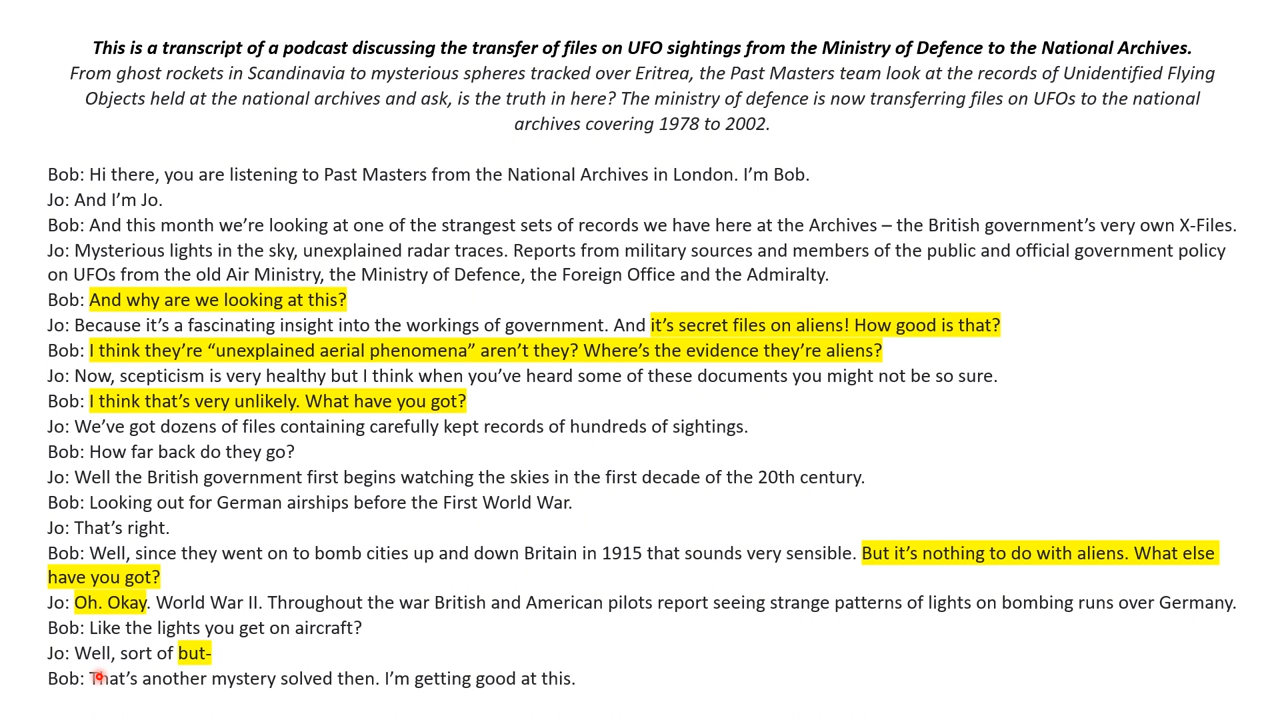 This is a transcript of a podcast discussing the transfer of files on UFO sightings from the Ministry of Defence to the National Archives.
From ghost rockets in Scandinavia to mysterious spheres tracked over Eritrea, the Past Masters team look at the records of Unidentified Flying
Objects held at the national archives and ask, is the truth in here? The ministry of defence is now transferring files on UFOs to the national
archives covering 1978 to 2002.
Bob: Hi there, you are listening to Past Masters from the National Archives in London. I’m Bob.
Jo: And I’m Jo.
Bob: And this month we’re looking at one of the strangest sets of records we have here at the Archives – the British government’s very own X-Files.
Jo: Mysterious lights in the sky, unexplained radar traces. Reports from military sources and members of the public and official government policy
on UFOs from the old Air Ministry, the Ministry of Defence, the Foreign Office and the Admiralty.
Bob: And why are we looking at this?
Jo: Because it’s a fascinating insight into the workings of government. And it’s secret files on aliens! How good is that?
Bob: I think they’re “unexplained aerial phenomena” aren’t they? Where’s the evidence they’re aliens?
Jo: Now, scepticism is very healthy but I think when you’ve heard some of these documents you might not be so sure.
Bob: I think that’s very unlikely. What have you got?
Jo: We’ve got dozens of files containing carefully kept records of hundreds of sightings.
Bob: How far back do they go?
Jo: Well the British government first begins watching the skies in the first decade of the 20th century.
Bob: Looking out for German airships before the First World War.
Jo: That’s right.
Bob: Well, since they went on to bomb cities up and down Britain in 1915 that sounds very sensible. But it’s nothing to do with aliens. What else
have you got?
Jo: Oh. Okay. World War II. Throughout the war British and American pilots report seeing strange patterns of lights on bombing runs over Germany.
Bob: Like the lights you get on aircraft?
Jo: Well, sort of but-
Bob: That’s another mystery solved then. I’m getting good at this.